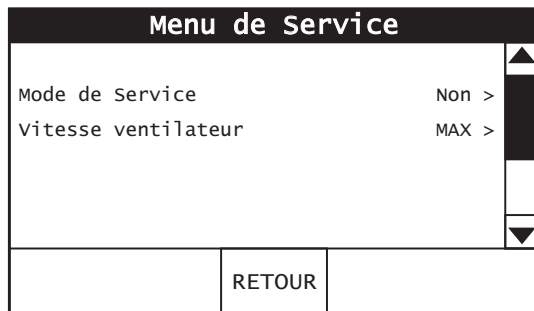 Menu de Service
Mode de Service Non >
Vitesse ventilateur MAX >
RETOUR